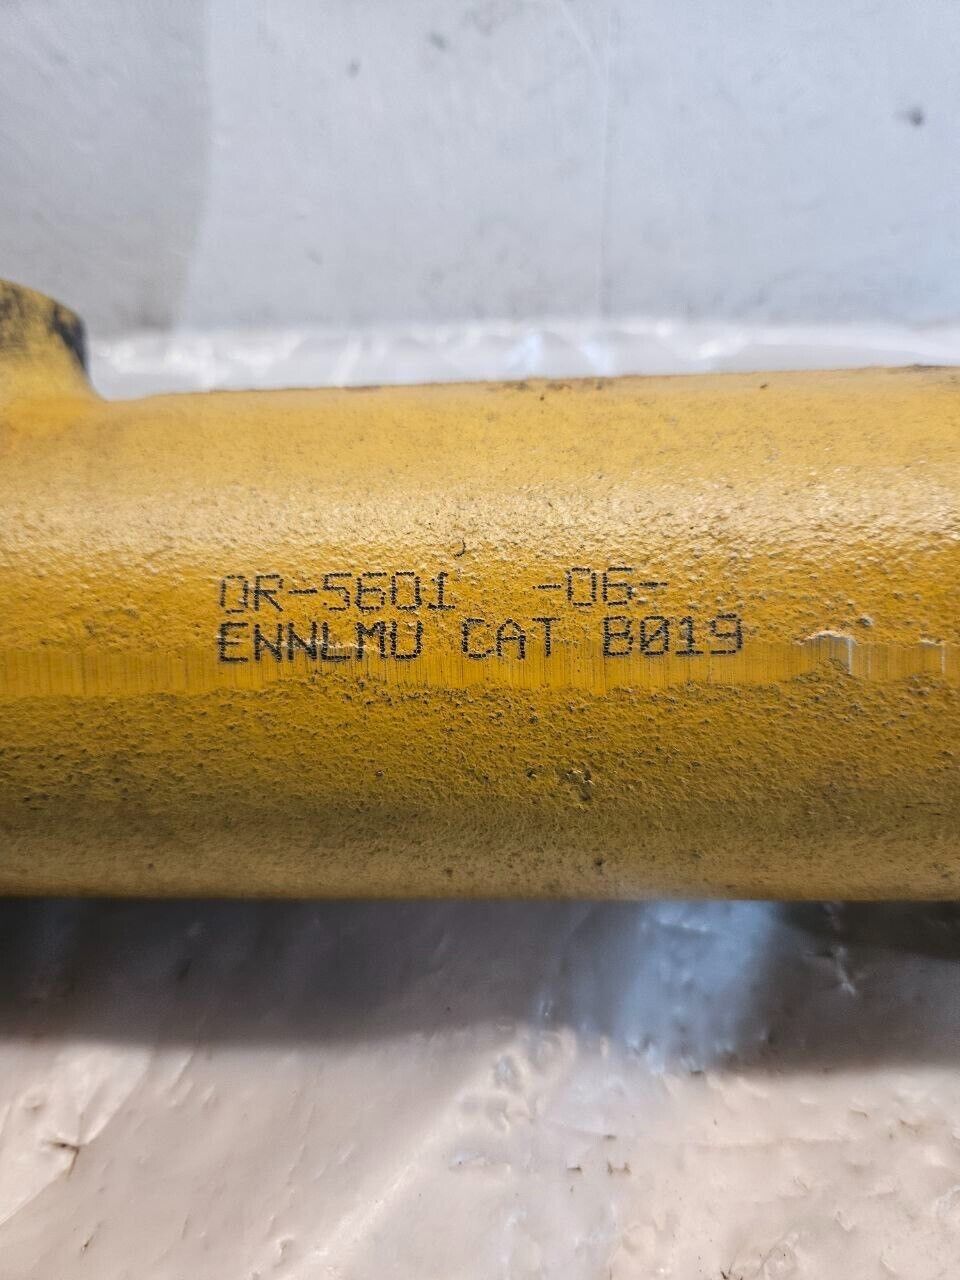 0R-5601 -06-
ENNLMU CAT B019